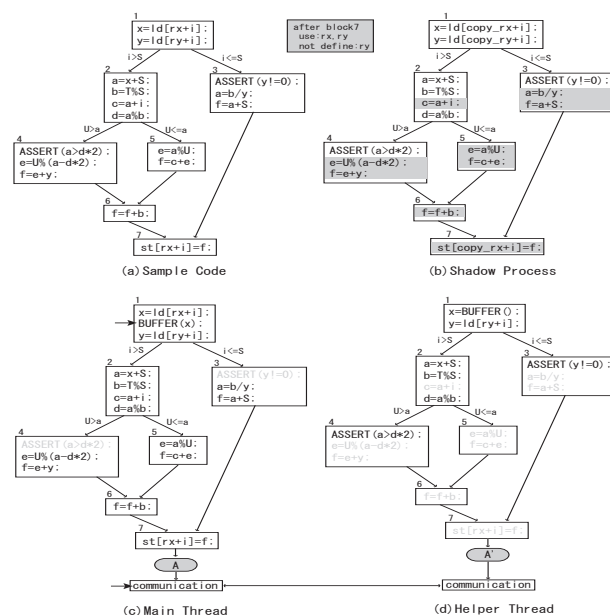 1
x=ld[rx+i];
y=ld[ry+i];
i>S
i<=S
2
a=x+S;
b=T%S;
c=a+i;
d=a%b;
3
ASSERT(y!=0);
a=b/y;
f=a+S;
U>a
U<=a
4
ASSERT(a>d*2);
e=U%(a-d*2);
f=e+y;
5
e=a%U;
f=c+e;
6
f=f+b;
7
st[rx+i]=f;
(a)Sample Code
after block7
use:rx,ry
not define:ry
1
x=ld[copy_rx+i];
y=ld[copy_ry+i];
i>S
i<=S
2
a=x+S;
b=T%S;
c=a+i;
d=a%b;
3
ASSERT(y!=0);
a=b/y;
f=a+S;
U>a
U<=a
4
ASSERT(a>d*2);
e=U%(a-d*2);
f=e+y;
5
e=a%U;
f=c+e;
6
f=f+b;
7
st[copy_rx+i]=f;
(b)Shadow Process
1
x=ld[rx+i];
BUFFER(x);
y=ld[ry+i];
i>S
i<=S
2
a=x+S;
b=T%S;
c=a+i;
d=a%b;
3
ASSERT(y!=0);
a=b/y;
f=a+S;
U>a
U<=a
4
ASSERT(a>d*2);
e=U%(a-d*2);
f=e+y;
5
e=a%U;
f=c+e;
6
f=f+b;
7
st[rx+i]=f;
A
communication
(c)Main Thread
1
x=BUFFER();
y=ld[ry+i];
i>S
i<=S
2
a=x+S;
b=T%S;
c=a+i;
d=a%b;
3
ASSERT(y!=0);
a=b/y;
f=a+S;
U>a
U<=a
4
ASSERT(a>d*2);
e=U%(a-d*2);
f=e+y;
5
e=a%U;
f=c+e;
6
f=f+b;
7
st[rx+i]=f;
A'
communication
(d)Helper Thread